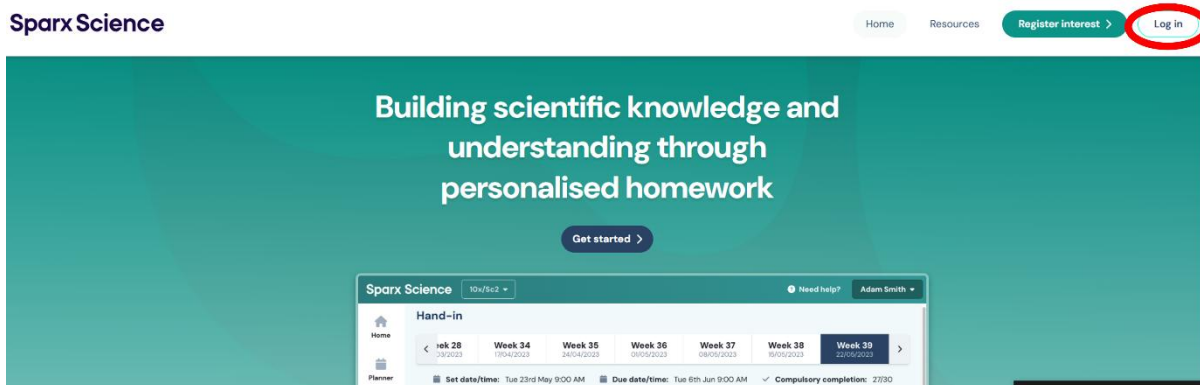 Sparx Science
Home Resources Register interest > Log in
Building scientific knowledge and
understanding through
personalised homework
Get started >
Sparx Science 10x/Sc2 Need help? Adam Smith
Home
Hand-in
Week 34 Week 35 Week 36 Week 37 Week 38 Week 39
17/04/2023 24/04/2023 01/05/2023 08/05/2023 15/05/2023 22/05/2023
Planner
Set date/time: Tue 23rd May 9:00 AM Due date/time: Tue 6th Jun 9:00 AM Compulsory completion: 27/30